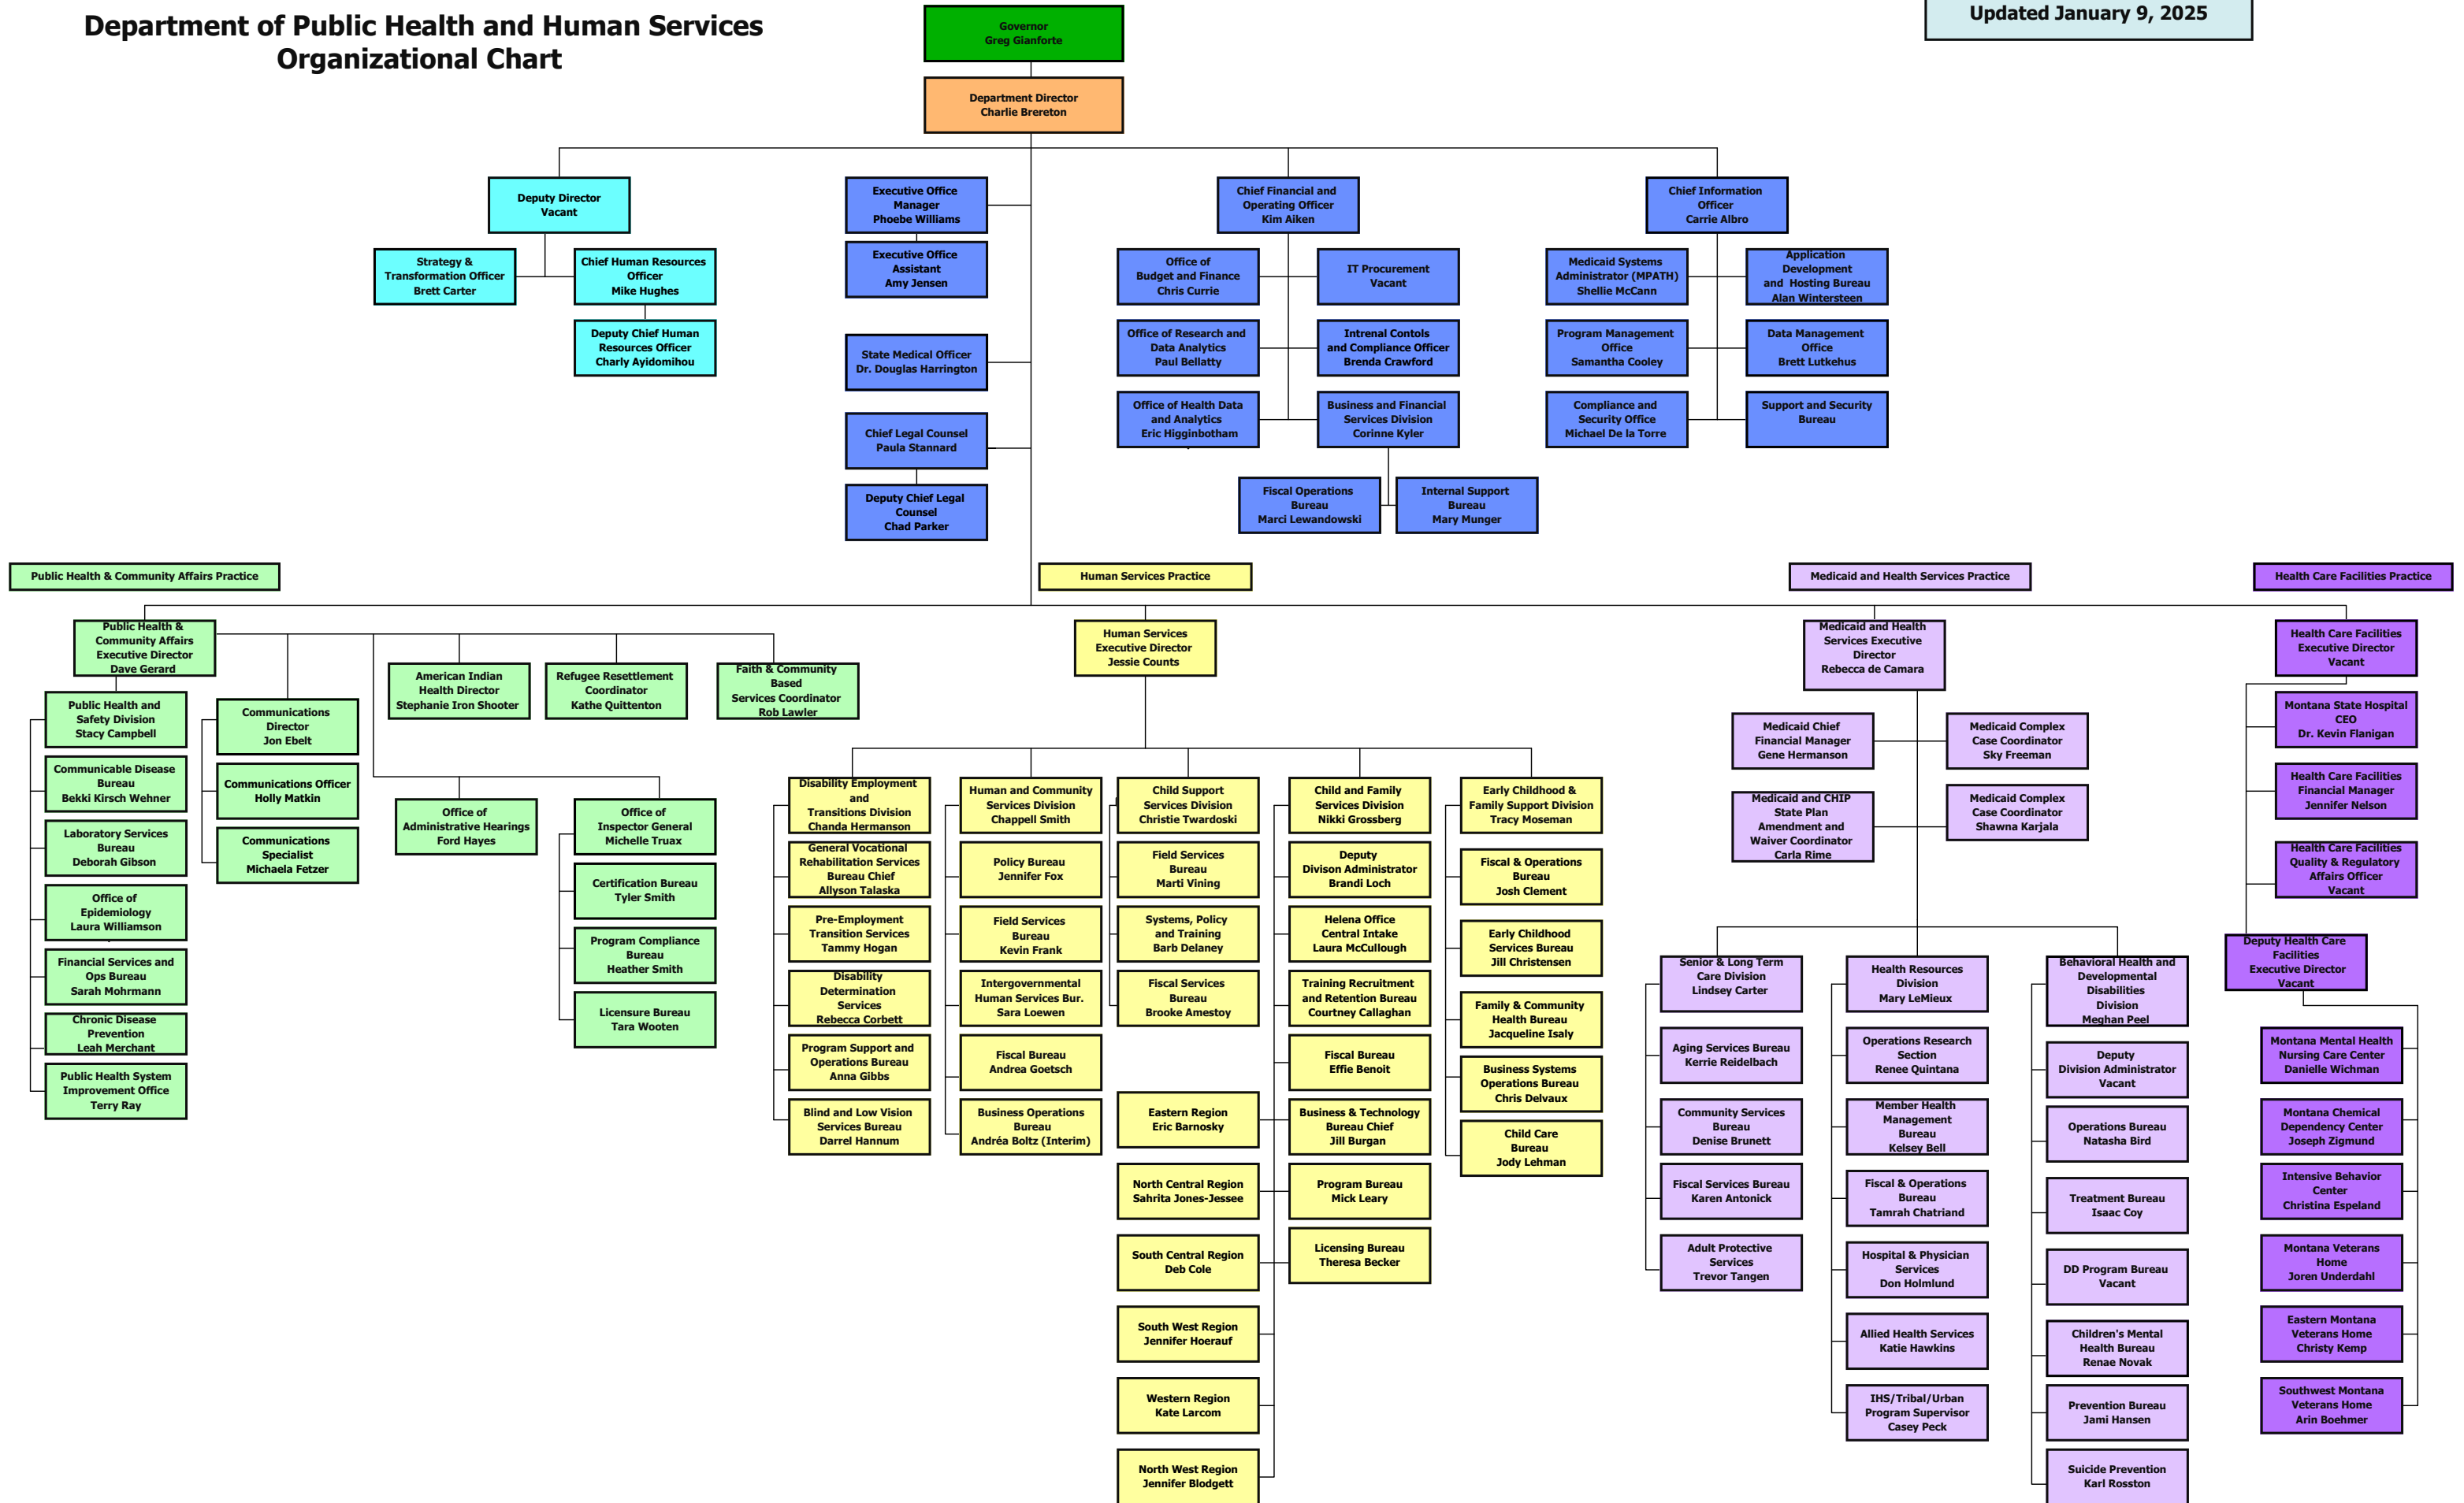 Department of Public Health and Human Services
Organizational Chart
Updated January 9, 2025
Governor
Greg Gianforte
Department Director
Charlie Brereton
Deputy Director
Vacant
Strategy &
Transformation Officer
Brett Carter
Chief Human Resources
Officer
Mike Hughes
Deputy Chief Human
Resources Officer
Charly Ayidomihou
Executive Office
Manager
Phoebe Williams
Executive Office
Assistant
Amy Jensen
State Medical Officer
Dr. Douglas Harrington
Chief Legal Counsel
Paula Stannard
Deputy Chief Legal
Counsel
Chad Parker
Chief Financial and
Operating Officer
Kim Aiken
Office of
Budget and Finance
Chris Currie
IT Procurement
Vacant
Office of Research and
Data Analytics
Paul Bellatty
Intrenal Contols
and Compliance Officer
Brenda Crawford
Office of Health Data
and Analytics
Eric Higginbotham
Business and Financial
Services Division
Corinne Kyler
Fiscal Operations
Bureau
Marci Lewandowski
Internal Support
Bureau
Mary Munger
Chief Information
Officer
Carrie Albro
Medicaid Systems
Administrator (MPATH)
Shellie McCann
Application
Development
and Hosting Bureau
Alan Wintersteen
Program Management
Office
Samantha Cooley
Data Management
Office
Brett Lutkehus
Compliance and
Security Office
Michael De la Torre
Support and Security
Bureau
Public Health & Community Affairs Practice
Human Services Practice
Medicaid and Health Services Practice
Health Care Facilities Practice
Public Health &
Community Affairs
Executive Director
Dave Gerard
Public Health and
Safety Division
Stacy Campbell
Communicable Disease
Bureau
Bekki Kirsch Wehner
Laboratory Services
Bureau
Deborah Gibson
Office of
Epidemiology
Laura Williamson
Financial Services and
Ops Bureau
Sarah Mohrmann
Chronic Disease
Prevention
Leah Merchant
Public Health System
Improvement Office
Terry Ray
Communications
Director
Jon Ebelt
Communications Officer
Holly Matkin
Communications
Specialist
Michaela Fetzer
American Indian
Health Director
Stephanie Iron Shooter
Refugee Resettlement
Coordinator
Kathe Quittenton
Faith & Community
Based
Services Coordinator
Rob Lawler
Office of
Administrative Hearings
Ford Hayes
Office of
Inspector General
Michelle Truax
Certification Bureau
Tyler Smith
Program Compliance
Bureau
Heather Smith
Licensure Bureau
Tara Wooten
Human Services
Executive Director
Jessie Counts
Disability Employment
and
Transitions Division
Chanda Hermanson
General Vocational
Rehabilitation Services
Bureau Chief
Allyson Talaska
Pre-Employment
Transition Services
Tammy Hogan
Disability
Determination
Services
Rebecca Corbett
Program Support and
Operations Bureau
Anna Gibbs
Blind and Low Vision
Services Bureau
Darrel Hannum
Human and Community
Services Division
Chappell Smith
Policy Bureau
Jennifer Fox
Field Services
Bureau
Kevin Frank
Intergovernmental
Human Services Bur.
Sara Loewen
Fiscal Bureau
Andrea Goetsch
Business Operations
Bureau
Andréa Boltz (Interim)
Child Support
Services Division
Christie Twardoski
Field Services
Bureau
Marti Vining
Systems, Policy
and Training
Barb Delaney
Fiscal Services
Bureau
Brooke Amestoy
Eastern Region
Eric Barnosky
North Central Region
Sahrita Jones-Jessee
South Central Region
Deb Cole
South West Region
Jennifer Hoerauf
Western Region
Kate Larcom
North West Region
Jennifer Blodgett
Child and Family
Services Division
Nikki Grossberg
Deputy
Divison Administrator
Brandi Loch
Helena Office
Central Intake
Laura McCullough
Training Recruitment
and Retention Bureau
Courtney Callaghan
Fiscal Bureau
Effie Benoit
Business & Technology
Bureau Chief
Jill Burgan
Program Bureau
Mick Leary
Licensing Bureau
Theresa Becker
Early Childhood &
Family Support Division
Tracy Moseman
Fiscal & Operations
Bureau
Josh Clement
Early Childhood
Services Bureau
Jill Christensen
Family & Community
Health Bureau
Jacqueline Isaly
Business Systems
Operations Bureau
Chris Delvaux
Child Care
Bureau
Jody Lehman
Medicaid and Health
Services Executive
Director
Rebecca de Camara
Medicaid Chief
Financial Manager
Gene Hermanson
Medicaid Complex
Case Coordinator
Sky Freeman
Medicaid and CHIP
State Plan
Amendment and
Waiver Coordinator
Carla Rime
Medicaid Complex
Case Coordinator
Shawna Karjala
Senior & Long Term
Care Division
Lindsey Carter
Aging Services Bureau
Kerrie Reidelbach
Community Services
Bureau
Denise Brunett
Fiscal Services Bureau
Karen Antonick
Adult Protective
Services
Trevor Tangen
Health Resources
Division
Mary LeMieux
Operations Research
Section
Renee Quintana
Member Health
Management
Bureau
Kelsey Bell
Fiscal & Operations
Bureau
Tamrah Chatriand
Hospital & Physician
Services
Don Holmlund
Allied Health Services
Katie Hawkins
IHS/Tribal/Urban
Program Supervisor
Casey Peck
Behavioral Health and
Developmental
Disabilities
Division
Meghan Peel
Deputy
Division Administrator
Vacant
Operations Bureau
Natasha Bird
Treatment Bureau
Isaac Coy
DD Program Bureau
Vacant
Children's Mental
Health Bureau
Renae Novak
Prevention Bureau
Jami Hansen
Suicide Prevention
Karl Rosston
Health Care Facilities
Executive Director
Vacant
Montana State Hospital
CEO
Dr. Kevin Flanigan
Health Care Facilities
Financial Manager
Jennifer Nelson
Health Care Facilities
Quality & Regulatory
Affairs Officer
Vacant
Deputy Health Care
Facilities
Executive Director
Vacant
Montana Mental Health
Nursing Care Center
Danielle Wichman
Montana Chemical
Dependency Center
Joseph Zigmund
Intensive Behavior
Center
Christina Espeland
Montana Veterans
Home
Joren Underdahl
Eastern Montana
Veterans Home
Christy Kemp
Southwest Montana
Veterans Home
Arin Boehmer